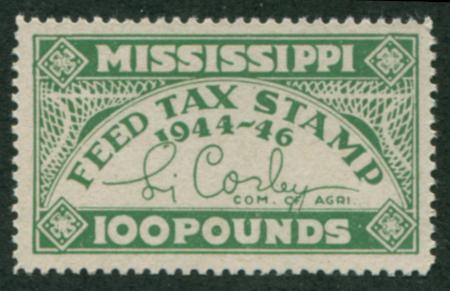 MISSISSIPPI
FEED TAX STAMP
1944~46
Si Corley
COM. OF AGRI.
100 POUNDS